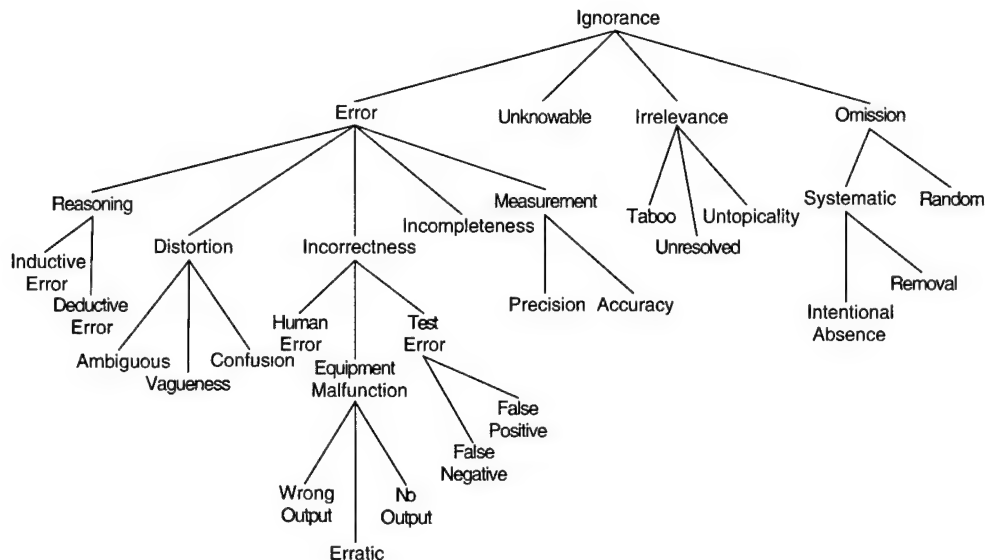 Ignorance
Error
Unknowable
Irrelevance
Omission
Reasoning
Measurement
Systematic
Random
Incompleteness
Taboo
Untopicality
Distortion
Incorrectness
Unresolved
Inductive
Error
Removal
Deductive
Error
Precision
Accuracy
Intentional
Absence
Human
Error
Test
Error
Ambiguous
Confusion
Vagueness
Equipment
Malfunction
False
Positive
False
Negative
Wrong
Output
No
Output
Erratic